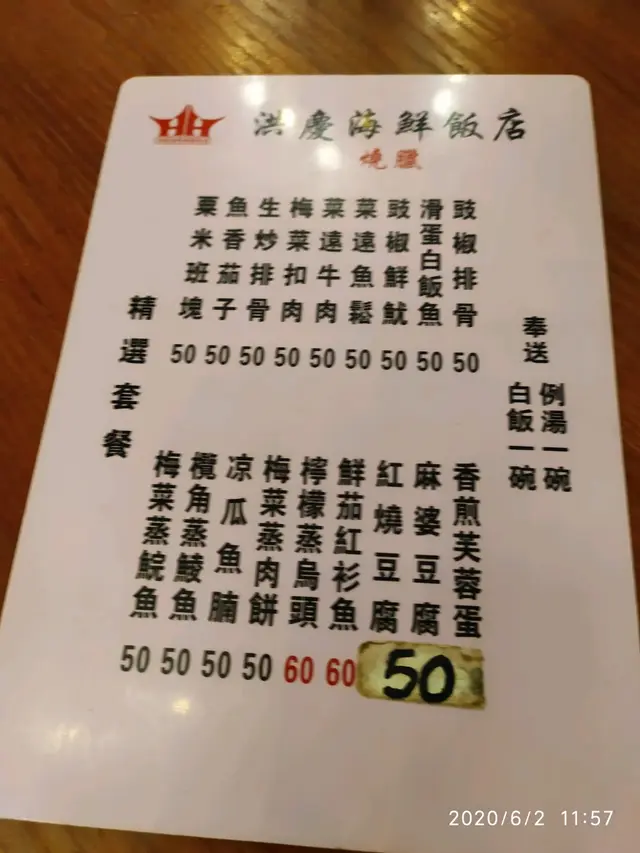 洪慶海鮮飯店
燒臘
奉送
例湯一碗
白飯一碗
豉椒排骨
滑蛋白飯魚
豉椒鮮魷
菜遠魚鬆
菜遠牛肉
梅菜扣肉
生炒排骨
魚香茄子
粟米班塊
50 50 50 50 50 50 50 50 50
精選套餐
香煎芙蓉蛋
麻婆豆腐
紅燒豆腐
鮮茄紅衫魚
檸檬蒸烏頭
梅菜蒸肉餅
凉瓜魚腩
欖角蒸鯪魚
梅菜蒸鯇魚
50 50 50 50 60 60 50
2020/6/2 11:57